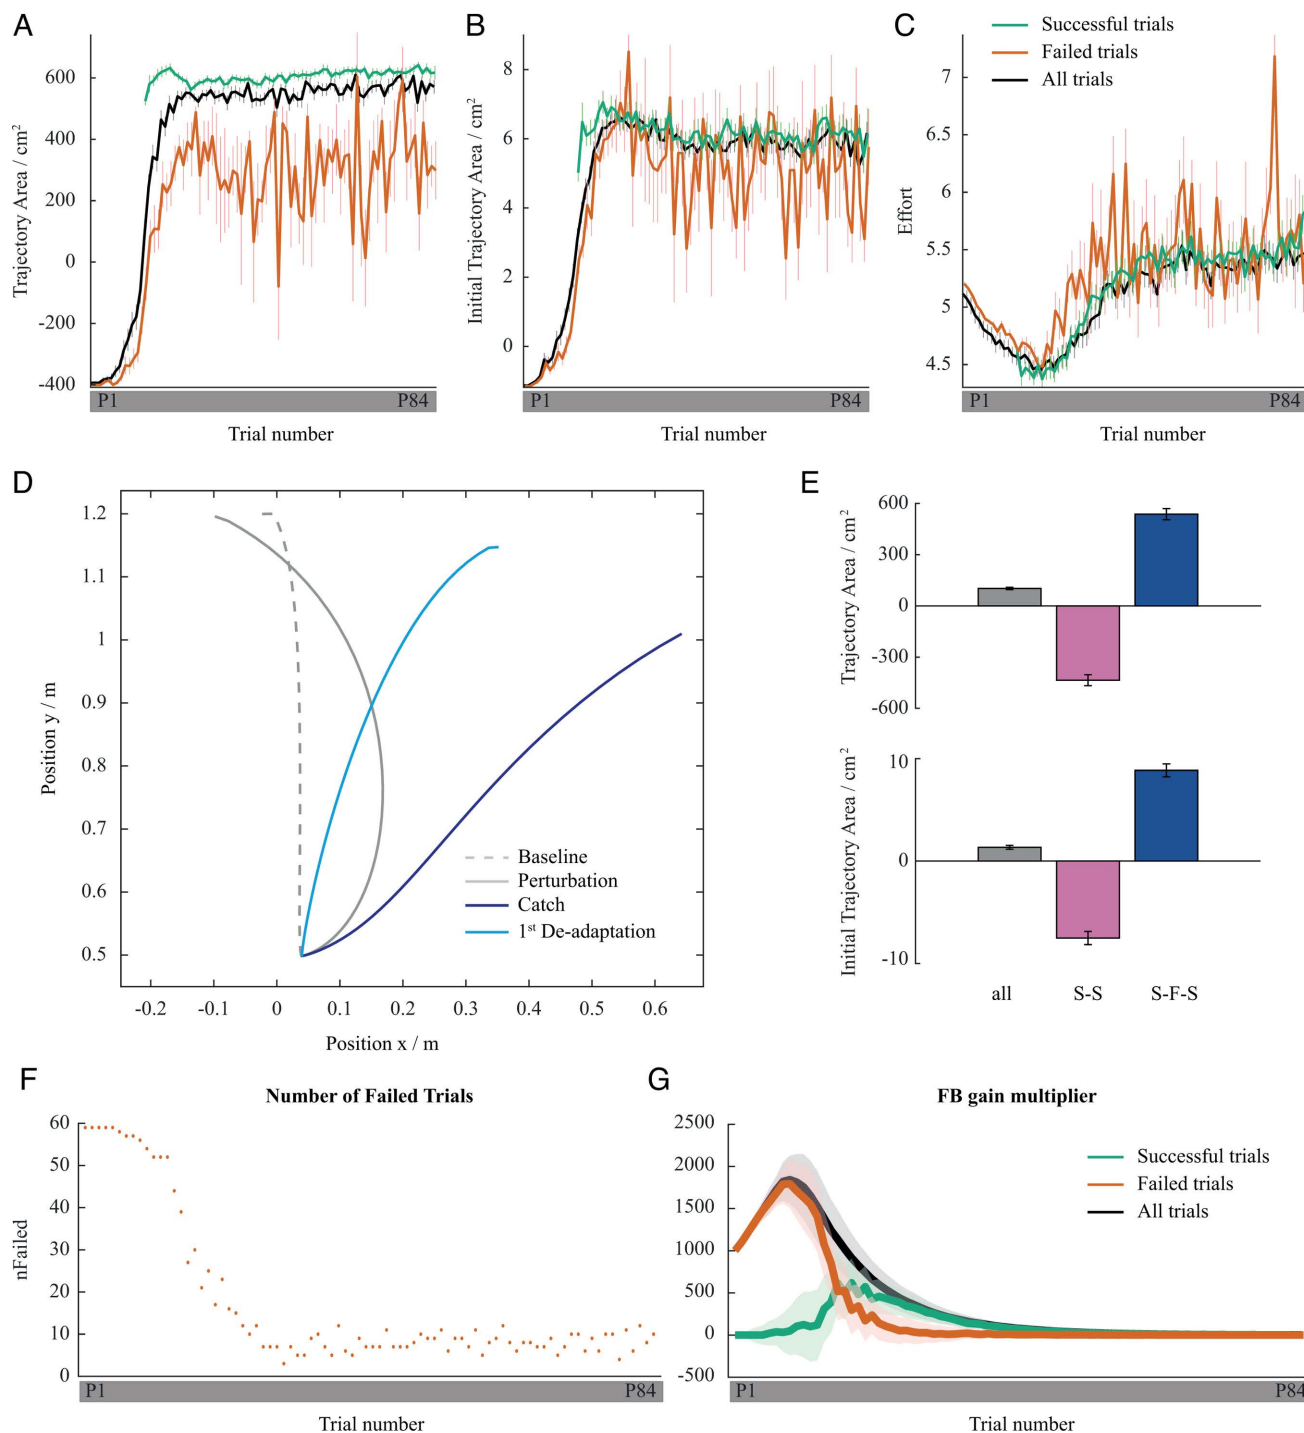 A
Trajectory Area / cm²
600
400
200
0
-200
-400
P1
P84
Trial number
B
Initial Trajectory Area / cm²
8
6
4
2
0
P1
P84
Trial number
C
Successful trials
Failed trials
All trials
Effort
7
6.5
6
5.5
5
4.5
P1
P84
Trial number
D
Position y / m
1.2
1.1
1
0.9
0.8
0.7
0.6
0.5
Baseline
Perturbation
Catch
1st De-adaptation
-0.2
-0.1
0
0.1
0.2
0.3
0.4
0.5
0.6
Position x / m
E
Trajectory Area / cm²
600
300
0
-300
-600
Initial Trajectory Area / cm²
10
0
-10
all
S-S
S-F-S
F
Number of Failed Trials
nFailed
60
50
40
30
20
10
0
P1
P84
Trial number
G
FB gain multiplier
2500
2000
1500
1000
500
0
-500
Successful trials
Failed trials
All trials
P1
P84
Trial number